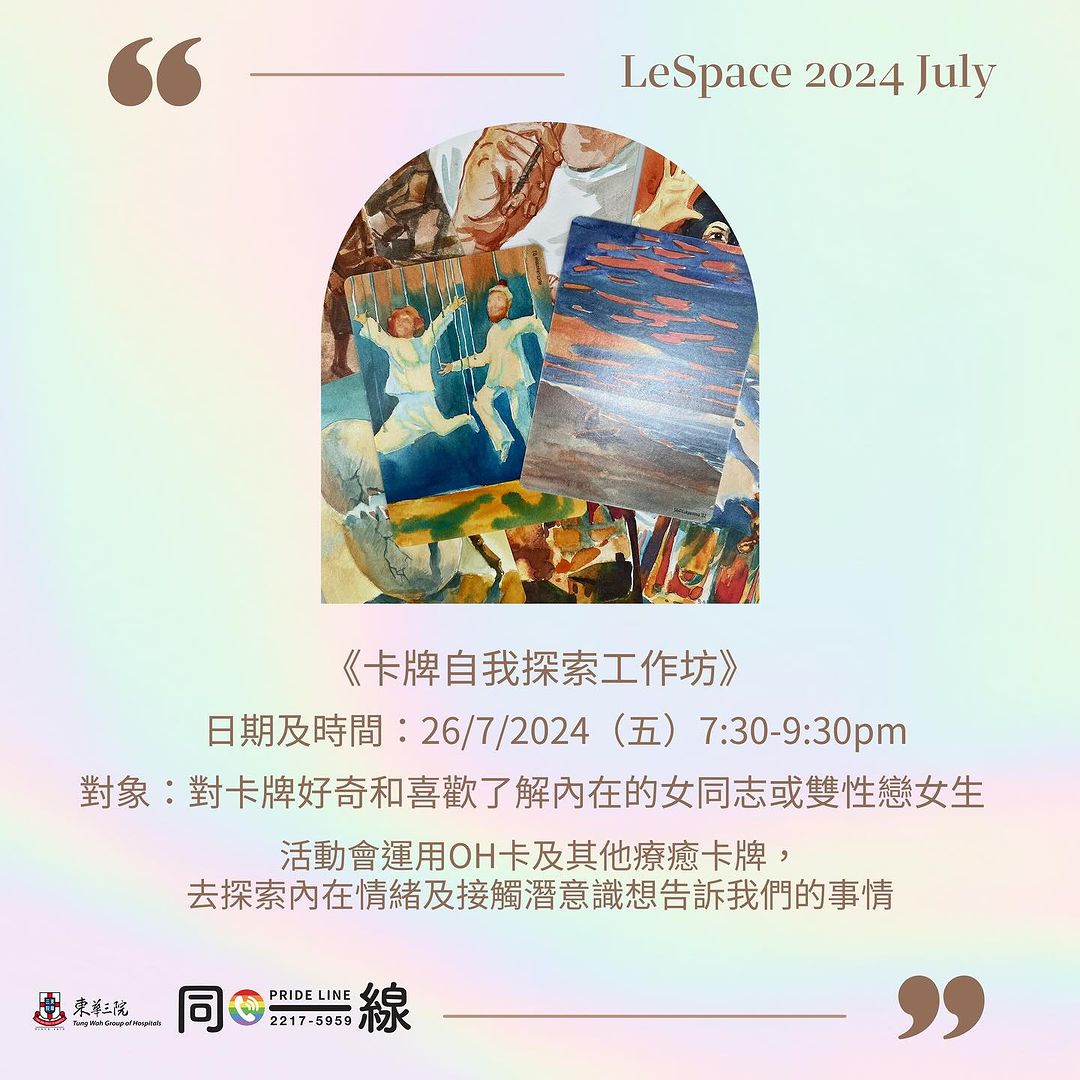 LeSpace 2024 July
《卡牌自我探索工作坊》
日期及時間：26/7/2024（五）7:30-9:30pm
對象：對卡牌好奇和喜歡了解內在的女同志或雙性戀女生
活動會運用OH卡及其他療癒卡牌，
去探索內在情緒及接觸潛意識想告訴我們的事情
東華三院
Tung Wah Group of Hospitals
同線
PRIDE LINE
2217-5959